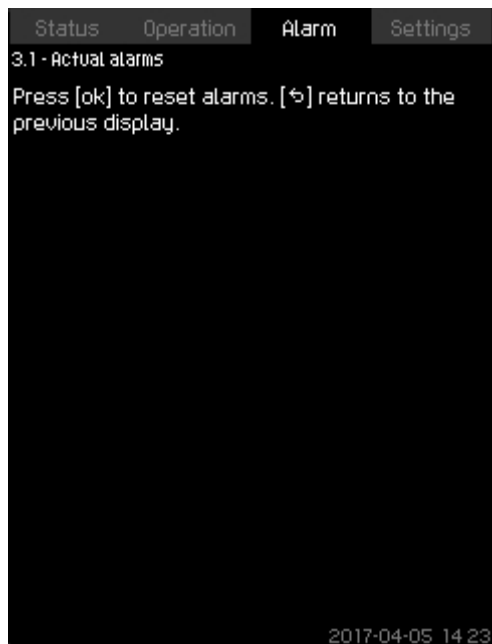 Status Operation Alarm Settings
3.1 - Actual alarms
Press [ok] to reset alarms. [↶] returns to the
previous display.
2017-04-05 14:23